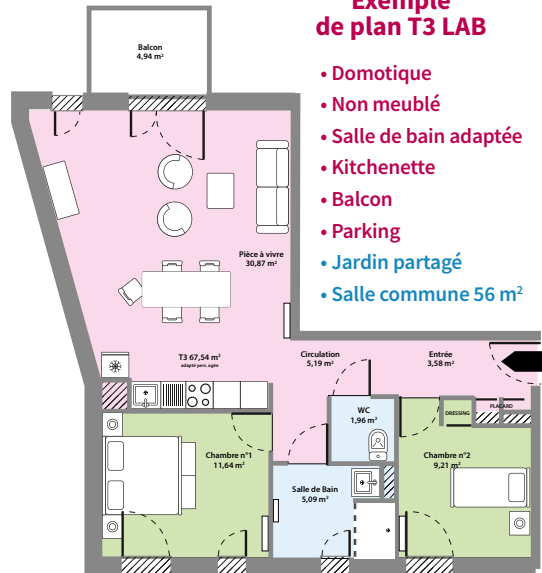 Exemple
de plan T3 LAB
• Domotique
• Non meublé
• Salle de bain adaptée
• Kitchenette
• Balcon
• Parking
• Jardin partagé
• Salle commune 56 m²
Balcon
4,94 m²
Pièce à vivre
30,87 m²
T3 67,54 m²
adapté pers. agée
Circulation
5,19 m²
Entrée
3,58 m²
WC
1,96 m²
DRESSING
PLACARD
Chambre n°1
11,64 m²
Salle de Bain
5,09 m²
Chambre n°2
9,21 m²